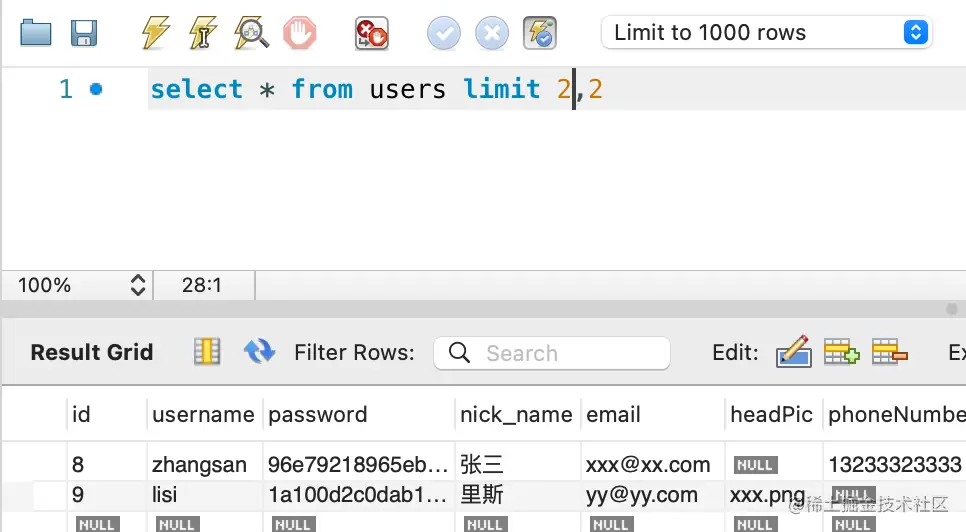 Limit to 1000 rows
1 select * from users limit 2,2
100% 28:1
Result Grid Filter Rows: Search Edit: Ex
id username password nick_name email headPic phoneNumbe
8 zhangsan 96e79218965eb... 张三 xxx@xx.com NULL 13233323333
9 lisi 1a100d2c0dab1... 里斯 yy@yy.com xxx.png NULL
NULL NULL NULL NULL NULL NULL NULL
@稀土掘金技术社区